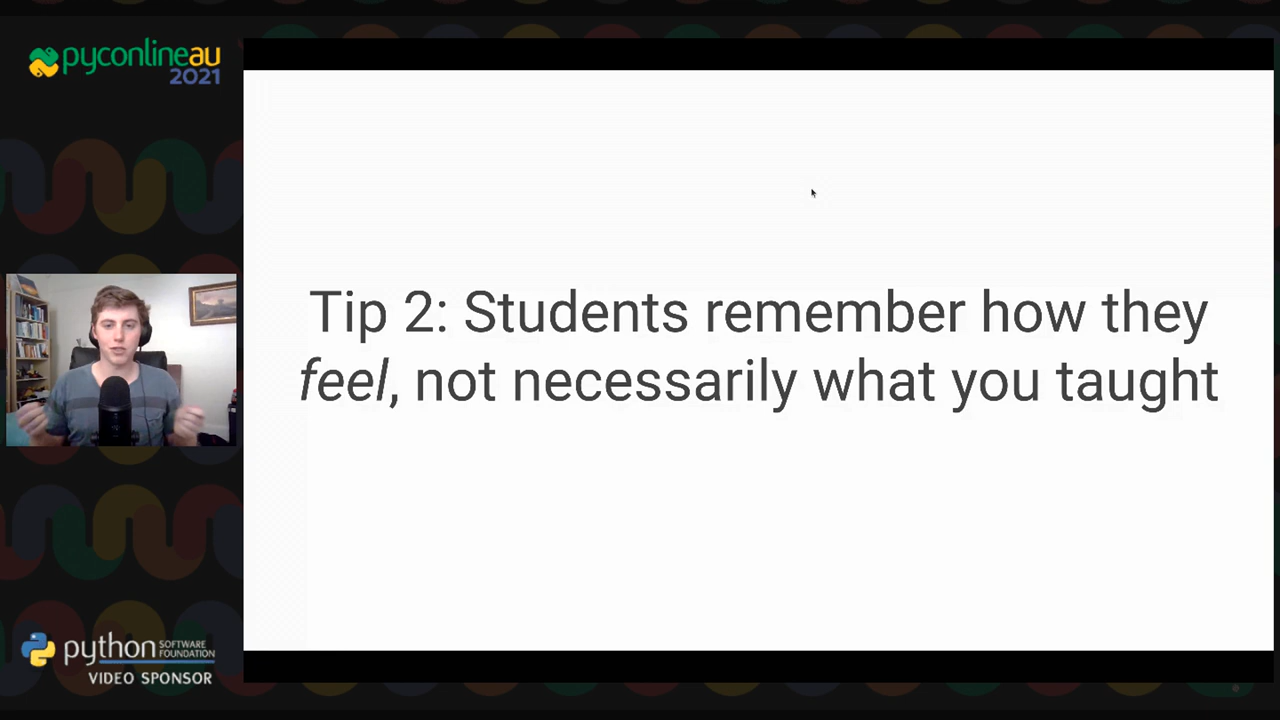 pyconlineau
2021
Tip 2: Students remember how they
feel, not necessarily what you taught
python SOFTWARE FOUNDATION
VIDEO SPONSOR